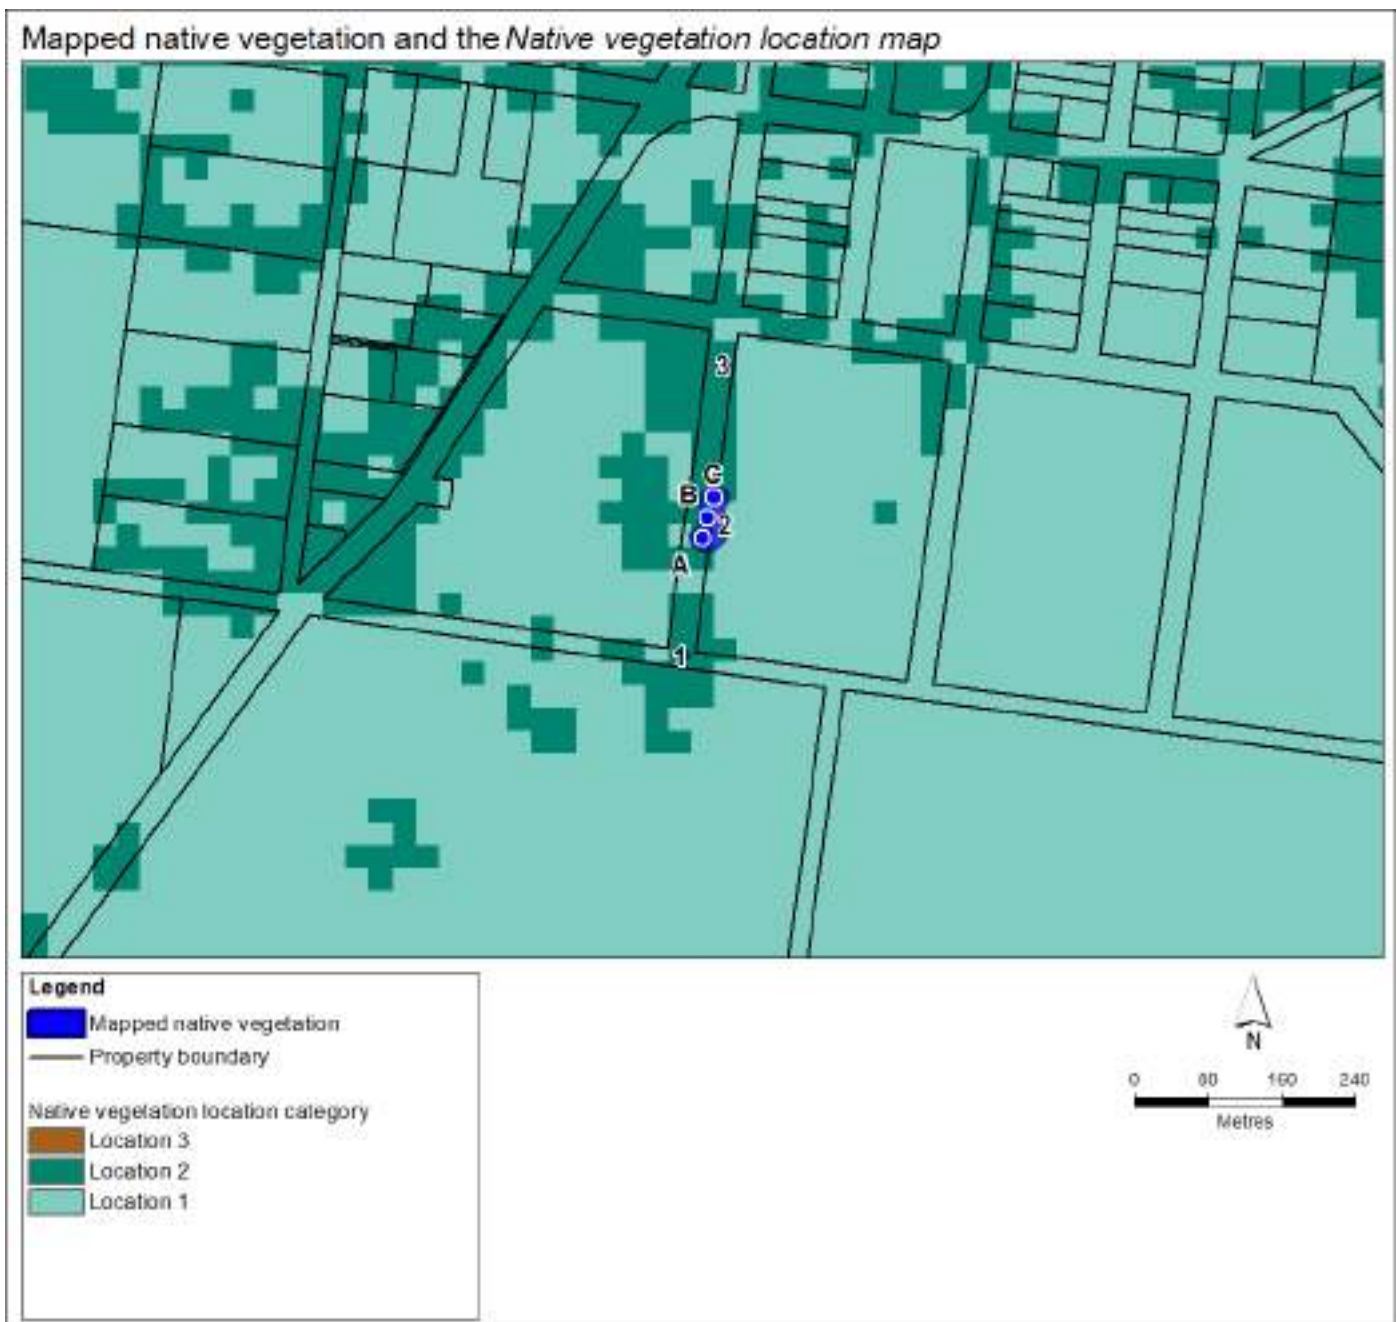 Mapped native vegetation and the Native vegetation location map
3
C
B
2
A
1
Legend
Mapped native vegetation
Property boundary
Native vegetation location category
Location 3
Location 2
Location 1
N
0 80 160 240
Metres